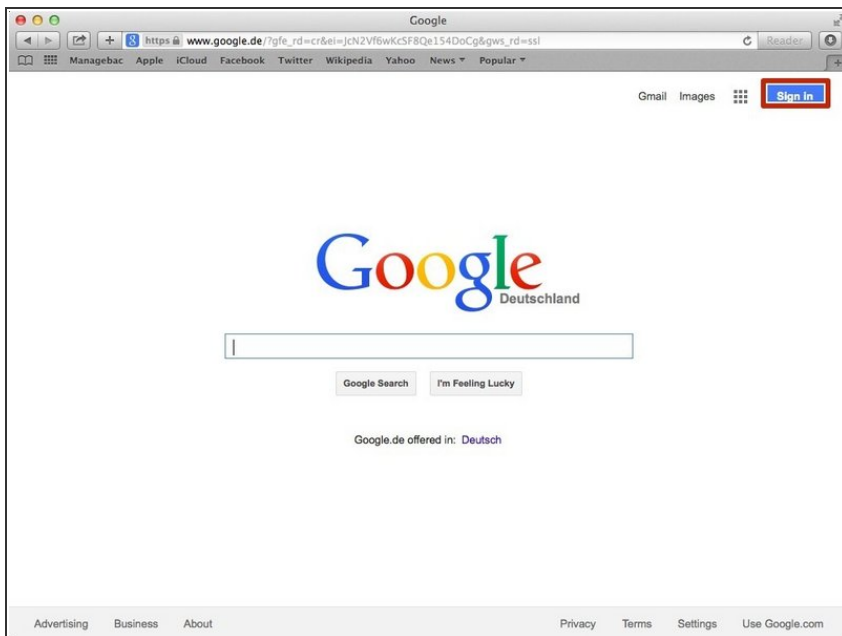 Google
https www.google.de/?gfe_rd=cr&ei=JcN2Vf6wKcSF8Qe154DoCg&gws_rd=ssl
Reader
Managebac Apple iCloud Facebook Twitter Wikipedia Yahoo News Popular
Gmail Images Sign in
Google
Deutschland
Google Search I'm Feeling Lucky
Google.de offered in: Deutsch
Advertising Business About Privacy Terms Settings Use Google.com